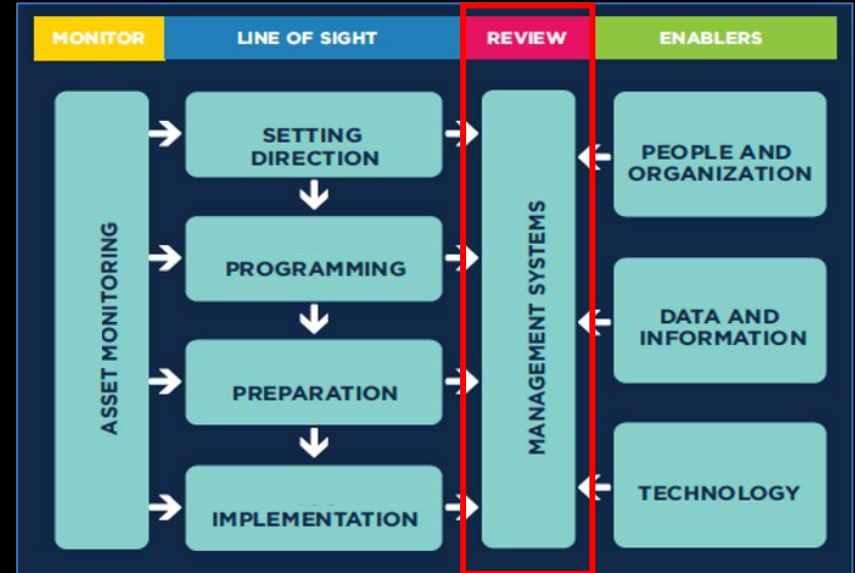 MONITOR
LINE OF SIGHT
REVIEW
ENABLERS
ASSET MONITORING
SETTING
DIRECTION
PROGRAMMING
PREPARATION
IMPLEMENTATION
MANAGEMENT SYSTEMS
PEOPLE AND
ORGANIZATION
DATA AND
INFORMATION
TECHNOLOGY